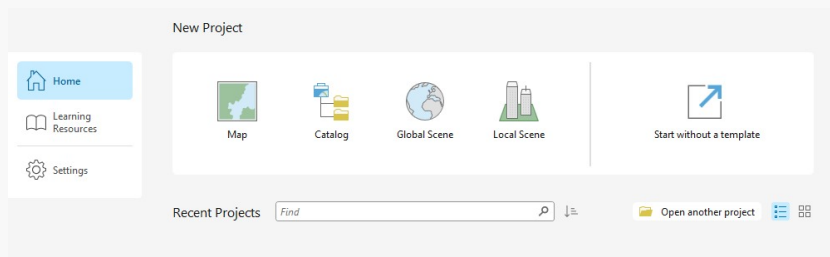 New Project
Home
Learning
Resources
Settings
Map
Catalog
Global Scene
Local Scene
Start without a template
Recent Projects
Find
Open another project